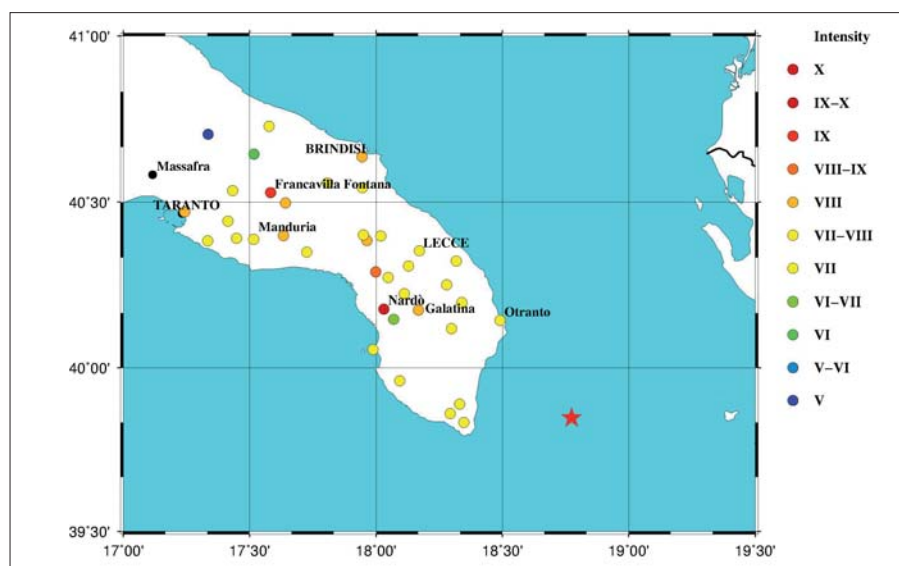 41°00'
40°30'
40°00'
39°30'
17°00'
17°30'
18°00'
18°30'
19°00'
19°30'
BRINDISI
Massafra
Francavilla Fontana
TARANTO
Manduria
LECCE
Nardò
Galatina
Otranto
Intensity
X
IX–X
IX
VIII–IX
VIII
VII–VIII
VII
VI–VII
VI
V–VI
V